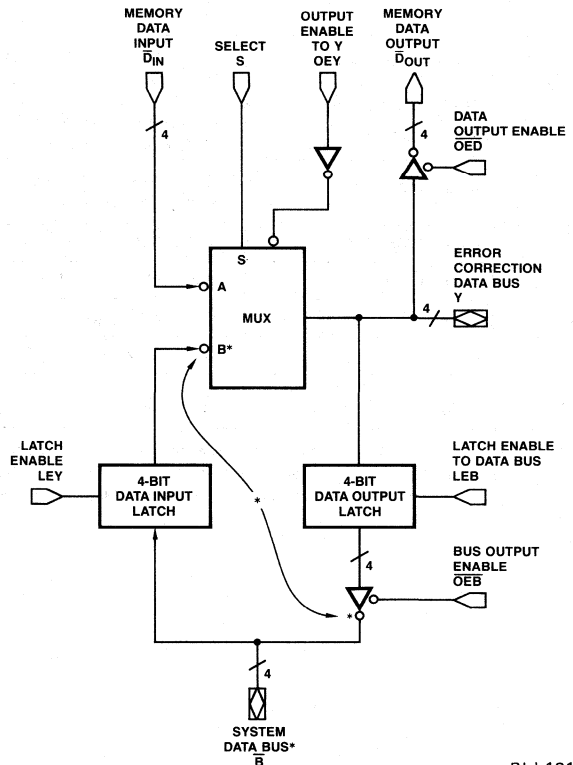 MEMORY
DATA
INPUT
D̅IN
SELECT
S
OUTPUT
ENABLE
TO Y
OEY
MEMORY
DATA
OUTPUT
D̅OUT
4
4
DATA
OUTPUT ENABLE
O̅E̅D̅
S
A
MUX
B*
ERROR
CORRECTION
DATA BUS
Y
4
LATCH
ENABLE
LEY
4-BIT
DATA INPUT
LATCH
*
4-BIT
DATA OUTPUT
LATCH
LATCH ENABLE
TO DATA BUS
LEB
4
BUS OUTPUT
ENABLE
O̅E̅B̅
*
4
SYSTEM
DATA BUS*
B̅